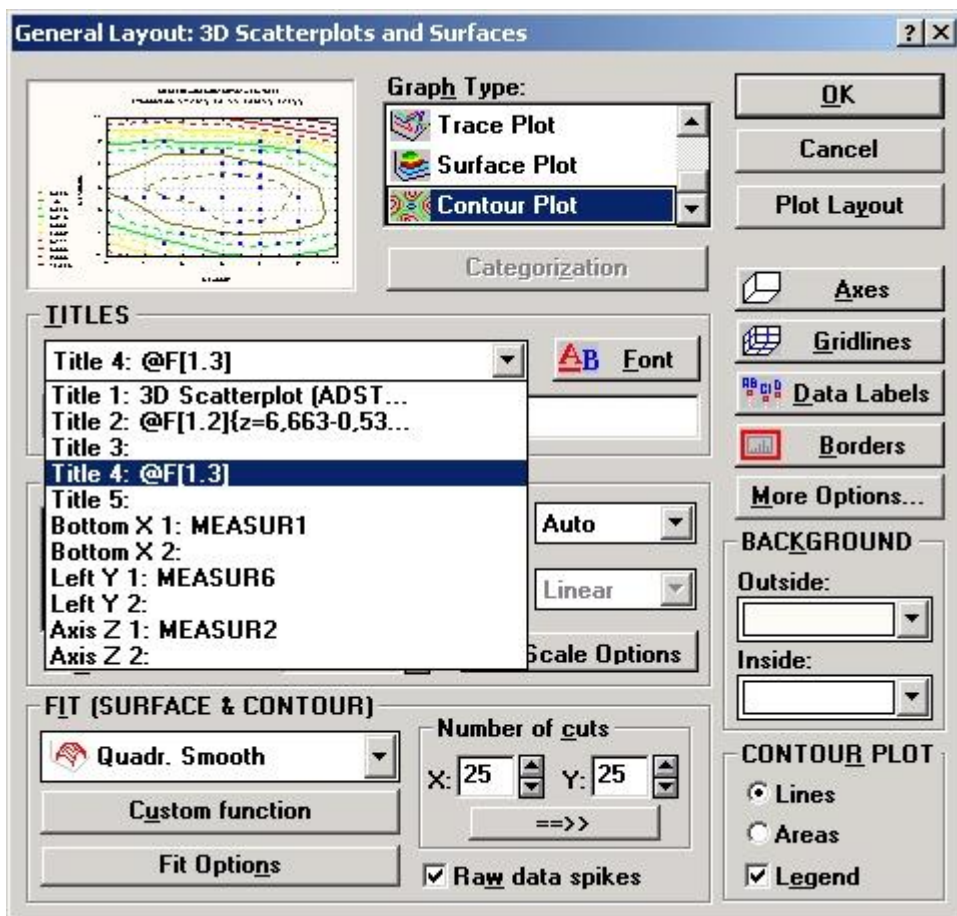 General Layout: 3D Scatterplots and Surfaces
Graph Type:
Trace Plot
Surface Plot
Contour Plot
Categorization
OK
Cancel
Plot Layout
TITLES
Title 4: @F[1.3]
AB Font
Title 1: 3D Scatterplot (ADST...
Title 2: @F[1.2]{z=6,663-0,53...
Title 3:
Title 4: @F[1.3]
Title 5:
Bottom X 1: MEASUR1
Bottom X 2:
Left Y 1: MEASUR6
Left Y 2:
Axis Z 1: MEASUR2
Axis Z 2:
Auto
Linear
Scale Options
Axes
Gridlines
Data Labels
Borders
More Options...
BACKGROUND
Outside:
Inside:
FIT (SURFACE & CONTOUR)
Quadr. Smooth
Custom function
Fit Options
Number of cuts
X: 25 Y: 25
==>>
Raw data spikes
CONTOUR PLOT
Lines
Areas
Legend